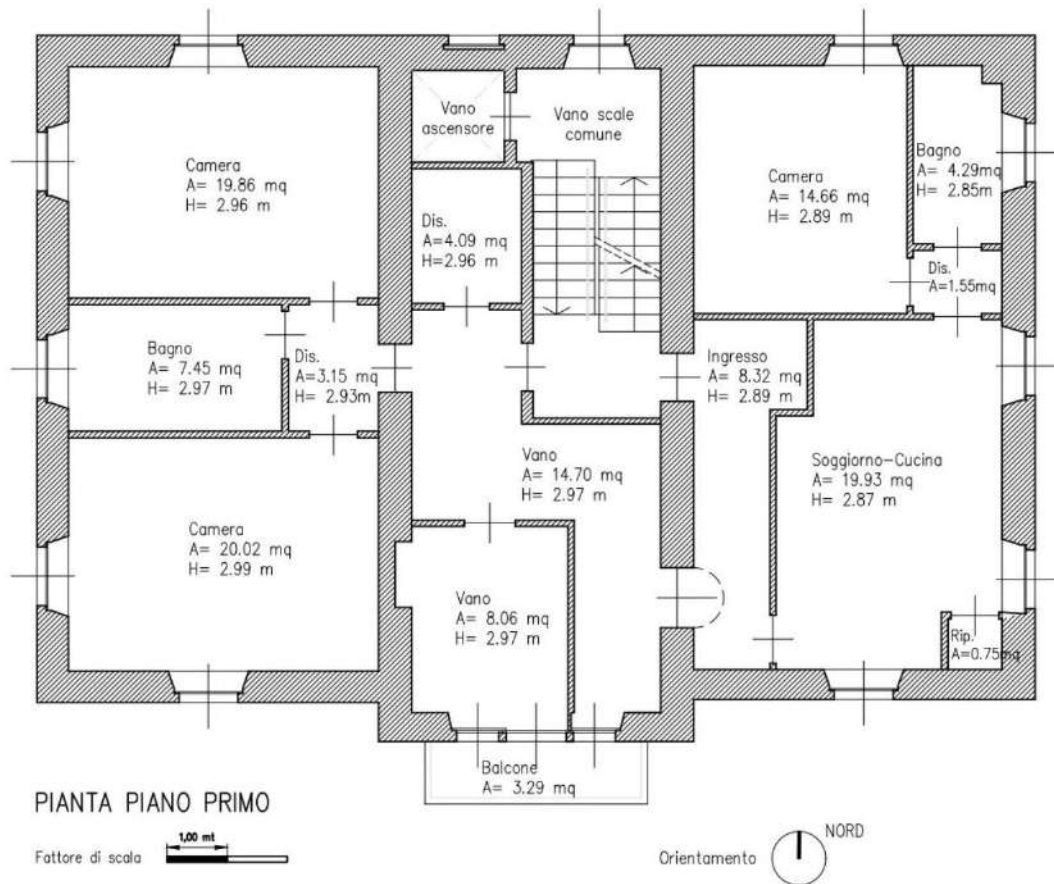 Vano
ascensore
Vano scale
comune
Camera
A= 19.86 mq
H= 2.96 m
Dis.
A=4.09 mq
H=2.96 m
Camera
A= 14.66 mq
H= 2.89 m
Bagno
A= 4.29mq
H= 2.85m
Dis.
A=1.55mq
Bagno
A= 7.45 mq
H= 2.97 m
Dis.
A=3.15 mq
H= 2.93m
Ingresso
A= 8.32 mq
H= 2.89 m
Vano
A= 14.70 mq
H= 2.97 m
Soggiorno-Cucina
A= 19.93 mq
H= 2.87 m
Camera
A= 20.02 mq
H= 2.99 m
Vano
A= 8.06 mq
H= 2.97 m
Rip.
A=0.75mq
Balcone
A= 3.29 mq
PIANTA PIANO PRIMO
1,00 mt
Fattore di scala
NORD
Orientamento